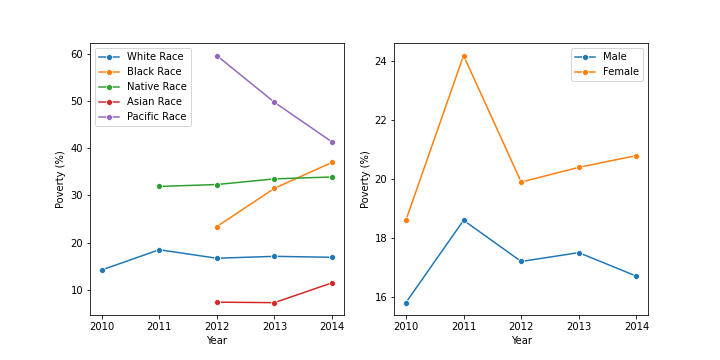 White Race
Black Race
Native Race
Asian Race
Pacific Race
60
50
40
30
20
10
Poverty (%)
2010 2011 2012 2013 2014
Year
Male
Female
24
22
20
18
16
Poverty (%)
2010 2011 2012 2013 2014
Year